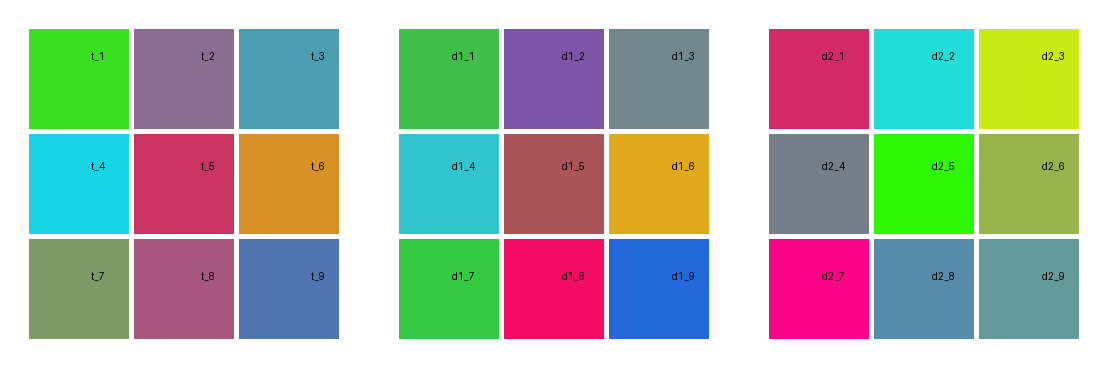 t_1 t_2 t_3 d1_1 d1_2 d1_3 d2_1 d2_2 d2_3
t_4 t_5 t_6 d1_4 d1_5 d1_6 d2_4 d2_5 d2_6
t_7 t_8 t_9 d1_7 d1_8 d1_9 d2_7 d2_8 d2_9